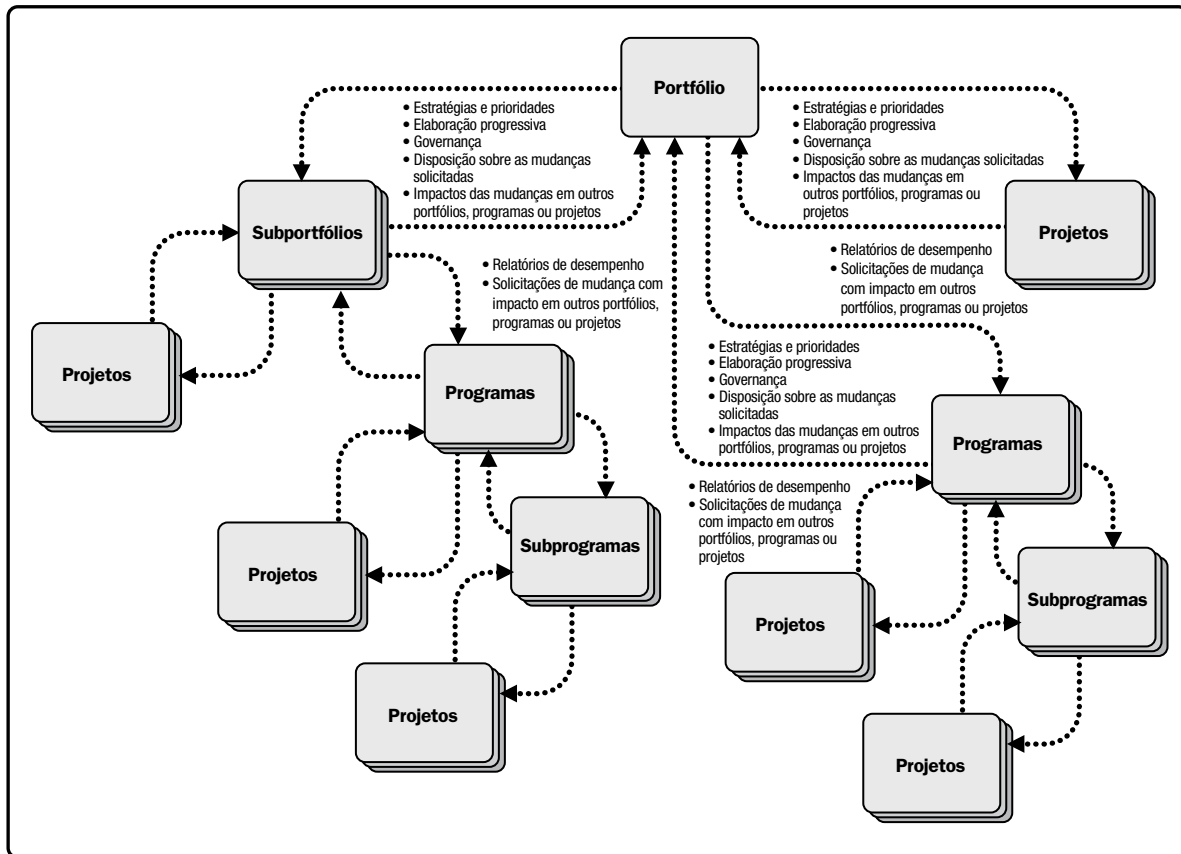 Portfólio
• Estratégias e prioridades
• Elaboração progressiva
• Governança
• Disposição sobre as mudanças
solicitadas
• Impactos das mudanças em outros
portfólios, programas ou projetos
• Estratégias e prioridades
• Elaboração progressiva
• Governança
• Disposição sobre as mudanças solicitadas
• Impactos das mudanças em
outros portfólios, programas ou
projetos
Subportfólios
Projetos
• Relatórios de desempenho
• Solicitações de mudança com
impacto em outros portfólios,
programas ou projetos
• Relatórios de desempenho
• Solicitações de mudança
com impacto em outros
portfólios, programas ou projetos
Projetos
Programas
• Estratégias e prioridades
• Elaboração progressiva
• Governança
• Disposição sobre as mudanças
solicitadas
• Impactos das mudanças em outros
portfólios, programas ou projetos
Programas
• Relatórios de desempenho
• Solicitações de mudança
com impacto em outros
portfólios, programas ou
projetos
Projetos
Subprogramas
Projetos
Subprogramas
Projetos
Projetos